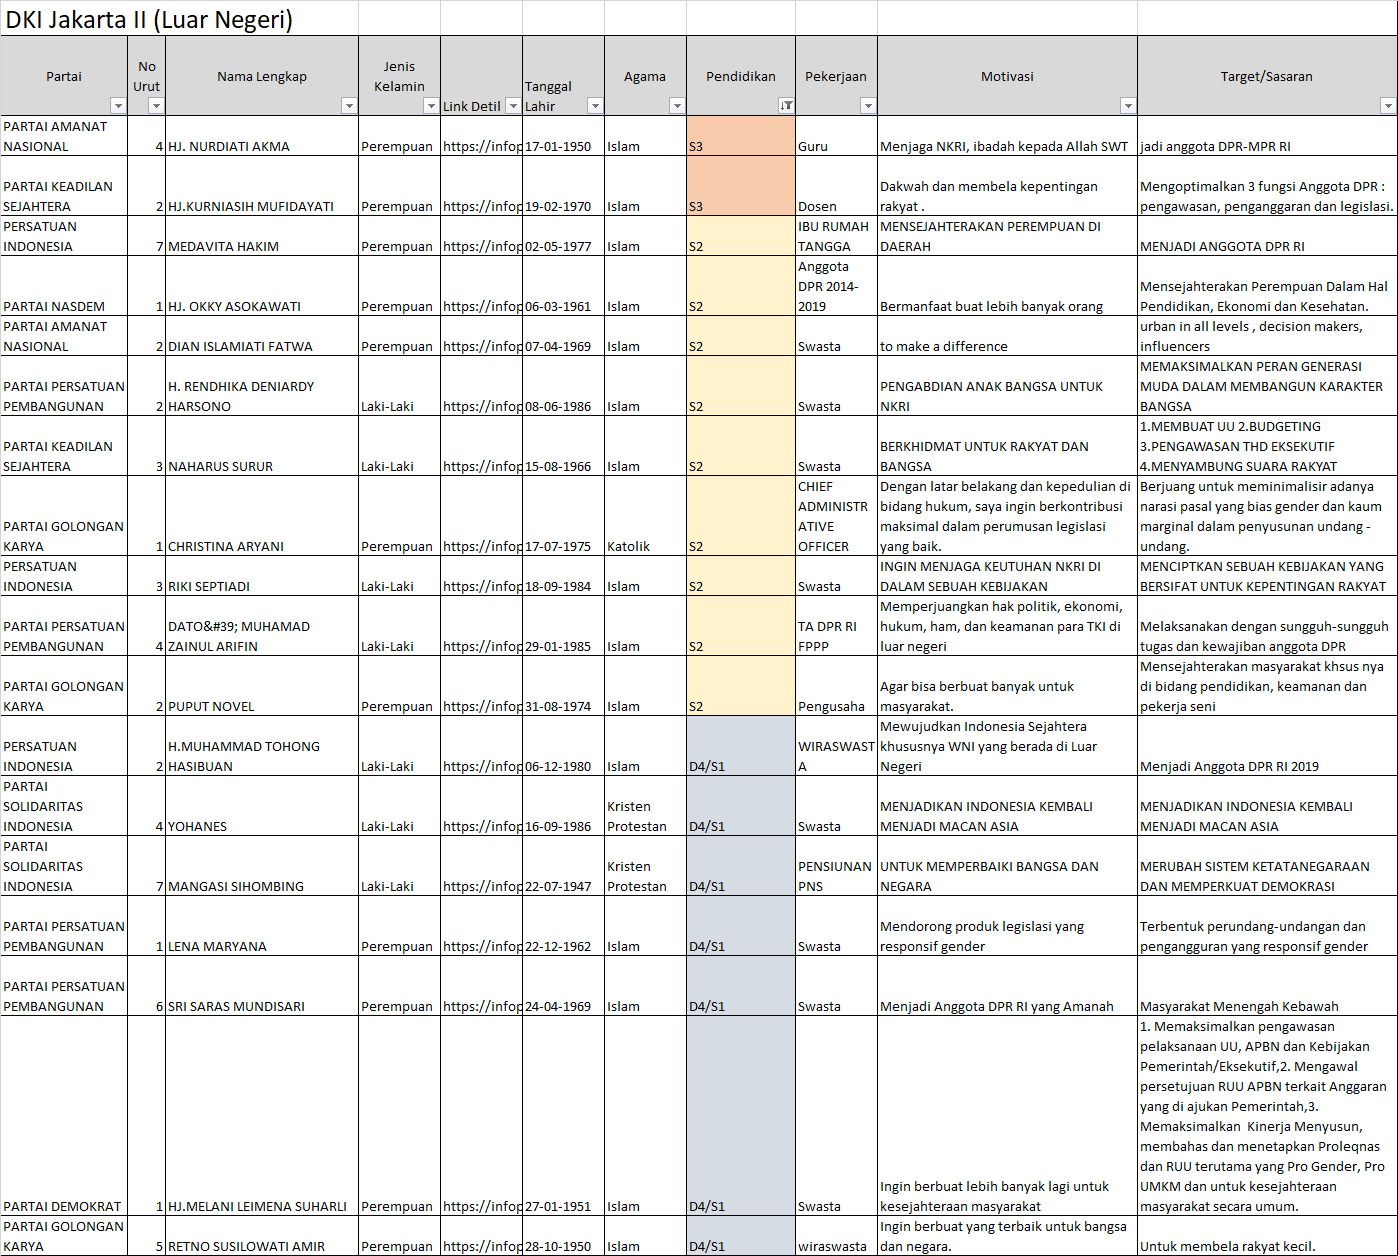 DKI Jakarta II (Luar Negeri)
Partai
No
Urut
Nama Lengkap
Jenis
Kelamin
Link Detil
Tanggal
Lahir
Agama
Pendidikan
Pekerjaan
Motivasi
Target/Sasaran
PARTAI AMANAT
NASIONAL
4
HJ. NURDIATI AKMA
Perempuan
https://infop
17-01-1950
Islam
S3
Guru
Menjaga NKRI, ibadah kepada Allah SWT
jadi anggota DPR-MPR RI
PARTAI KEADILAN
SEJAHTERA
2
HJ.KURNIASIH MUFIDAYATI
Perempuan
https://infop
19-02-1970
Islam
S3
Dosen
Dakwah dan membela kepentingan
rakyat .
Mengoptimalkan 3 fungsi Anggota DPR :
pengawasan, penganggaran dan legislasi.
PERSATUAN
INDONESIA
7
MEDAVITA HAKIM
Perempuan
https://infop
02-05-1977
Islam
S2
IBU RUMAH
TANGGA
MENSEJAHTERAKAN PEREMPUAN DI
DAERAH
MENJADI ANGGOTA DPR RI
PARTAI NASDEM
1
HJ. OKKY ASOKAWATI
Perempuan
https://infop
06-03-1961
Islam
S2
Anggota
DPR 2014-
2019
Bermanfaat buat lebih banyak orang
Mensejahterakan Perempuan Dalam Hal
Pendidikan, Ekonomi dan Kesehatan.
PARTAI AMANAT
NASIONAL
2
DIAN ISLAMIATI FATWA
Perempuan
https://infop
07-04-1969
Islam
S2
Swasta
to make a difference
urban in all levels , decision makers,
influencers
PARTAI PERSATUAN
PEMBANGUNAN
2
H. RENDHIKA DENIARDY
HARSONO
Laki-Laki
https://infop
08-06-1986
Islam
S2
Swasta
PENGABDIAN ANAK BANGSA UNTUK
NKRI
MEMAKSIMALKAN PERAN GENERASI
MUDA DALAM MEMBANGUN KARAKTER
BANGSA
PARTAI KEADILAN
SEJAHTERA
3
NAHARUS SURUR
Laki-Laki
https://infop
15-08-1966
Islam
S2
Swasta
BERKHIDMAT UNTUK RAKYAT DAN
BANGSA
1.MEMBUAT UU 2.BUDGETING
3.PENGAWASAN THD EKSEKUTIF
4.MENYAMBUNG SUARA RAKYAT
PARTAI GOLONGAN
KARYA
1
CHRISTINA ARYANI
Perempuan
https://infop
17-07-1975
Katolik
S2
CHIEF
ADMINISTR
ATIVE
OFFICER
Dengan latar belakang dan kepedulian di
bidang hukum, saya ingin berkontribusi
maksimal dalam perumusan legislasi
yang baik.
Berjuang untuk meminimalisir adanya
narasi pasal yang bias gender dan kaum
marginal dalam penyusunan undang -
undang.
PERSATUAN
INDONESIA
3
RIKI SEPTIADI
Laki-Laki
https://infop
18-09-1984
Islam
S2
Swasta
INGIN MENJAGA KEUTUHAN NKRI DI
DALAM SEBUAH KEBIJAKAN
MENCIPTKAN SEBUAH KEBIJAKAN YANG
BERSIFAT UNTUK KEPENTINGAN RAKYAT
PARTAI PERSATUAN
PEMBANGUNAN
4
DATO&#39; MUHAMAD
ZAINUL ARIFIN
Laki-Laki
https://infop
29-01-1985
Islam
S2
TA DPR RI
FPPP
Memperjuangkan hak politik, ekonomi,
hukum, ham, dan keamanan para TKI di
luar negeri
Melaksanakan dengan sungguh-sungguh
tugas dan kewajiban anggota DPR
PARTAI GOLONGAN
KARYA
2
PUPUT NOVEL
Perempuan
https://infop
31-08-1974
Islam
S2
Pengusaha
Agar bisa berbuat banyak untuk
masyarakat.
Mensejahterakan masyarakat khsus nya
di bidang pendidikan, keamanan dan
pekerja seni
PERSATUAN
INDONESIA
2
H.MUHAMMAD TOHONG
HASIBUAN
Laki-Laki
https://infop
06-12-1980
Islam
D4/S1
WIRASWAST
A
Mewujudkan Indonesia Sejahtera
khususnya WNI yang berada di Luar
Negeri
Menjadi Anggota DPR RI 2019
PARTAI
SOLIDARITAS
INDONESIA
4
YOHANES
Laki-Laki
https://infop
16-09-1986
Kristen
Protestan
D4/S1
Swasta
MENJADIKAN INDONESIA KEMBALI
MENJADI MACAN ASIA
MENJADIKAN INDONESIA KEMBALI
MENJADI MACAN ASIA
PARTAI
SOLIDARITAS
INDONESIA
7
MANGASI SIHOMBING
Laki-Laki
https://infop
22-07-1947
Kristen
Protestan
D4/S1
PENSIUNAN
PNS
UNTUK MEMPERBAIKI BANGSA DAN
NEGARA
MERUBAH SISTEM KETATANEGARAAN
DAN MEMPERKUAT DEMOKRASI
PARTAI PERSATUAN
PEMBANGUNAN
1
LENA MARYANA
Perempuan
https://infop
22-12-1962
Islam
D4/S1
Swasta
Mendorong produk legislasi yang
responsif gender
Terbentuk perundang-undangan dan
pengangguran yang responsif gender
PARTAI PERSATUAN
PEMBANGUNAN
6
SRI SARAS MUNDISARI
Perempuan
https://infop
24-04-1969
Islam
D4/S1
Swasta
Menjadi Anggota DPR RI yang Amanah
Masyarakat Menengah Kebawah
PARTAI DEMOKRAT
1
HJ.MELANI LEIMENA SUHARLI
Perempuan
https://infop
27-01-1951
Islam
D4/S1
Swasta
Ingin berbuat lebih banyak lagi untuk
kesejahteraan masyarakat
1. Memaksimalkan pengawasan
pelaksanaan UU, APBN dan Kebijakan
Pemerintah/Eksekutif,2. Mengawal
persetujuan RUU APBN terkait Anggaran
yang di ajukan Pemerintah,3.
Memaksimalkan  Kinerja Menyusun,
membahas dan menetapkan Proleqnas
dan RUU terutama yang Pro Gender, Pro
UMKM dan untuk kesejahteraan
masyarakat secara umum.
PARTAI GOLONGAN
KARYA
5
RETNO SUSILOWATI AMIR
Perempuan
https://infop
28-10-1950
Islam
D4/S1
wiraswasta
Ingin berbuat yang terbaik untuk bangsa
dan negara.
Untuk membela rakyat kecil.